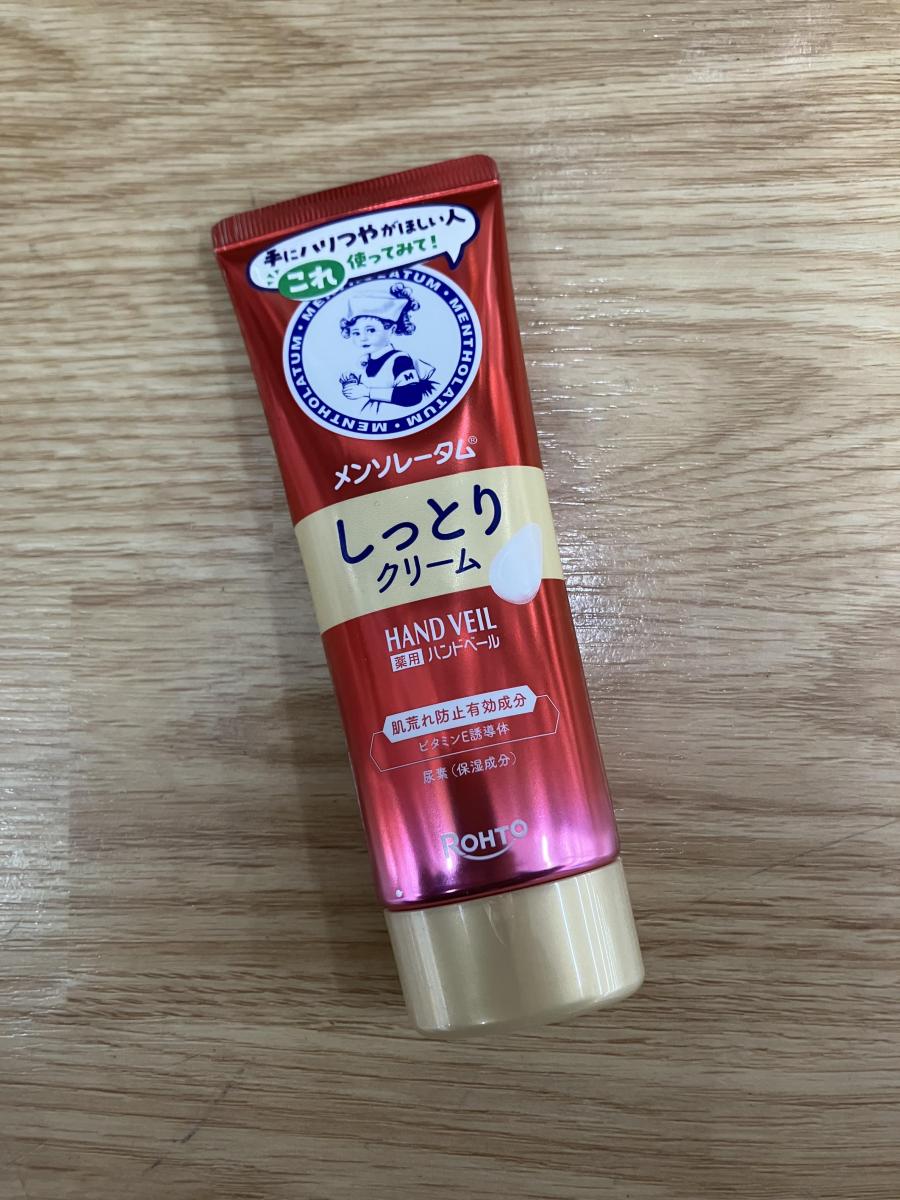 手にハリつやがほしい人
これ 使ってみて!
MENTHOLATUM・MENTHOLATUM・MENTHOLATUM・
M
メンソレータム®
しっとり
クリーム
HAND VEIL
薬用 ハンドベール
肌荒れ防止有効成分
ビタミンE誘導体
尿素(保湿成分)
ROHTO